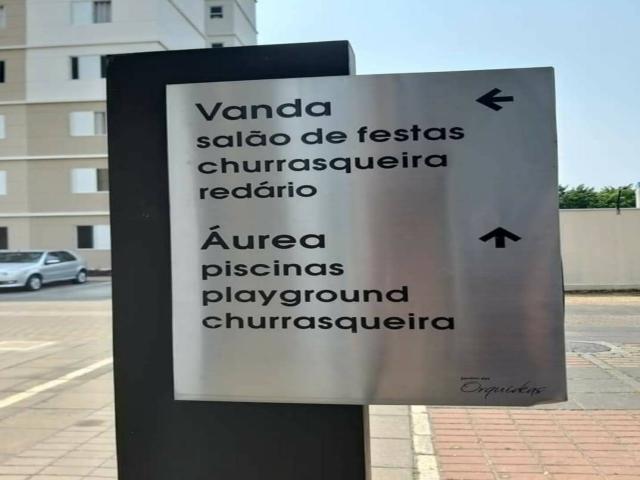 Vanda ←
salão de festas
churrasqueira
redário
Áurea ↑
piscinas
playground
churrasqueira
Orquídeas